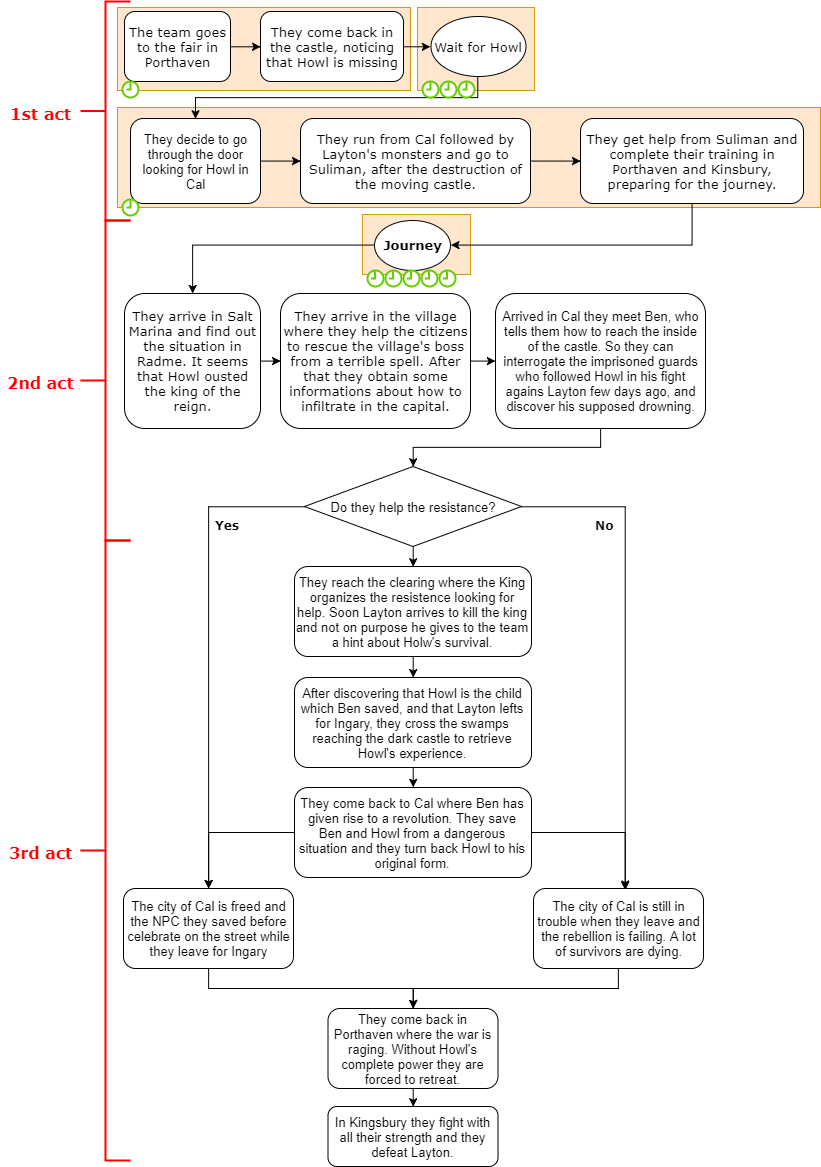 The team goes
to the fair in
Porthaven
They come back in
the castle, noticing
that Howl is missing
Wait for Howl
1st act
They decide to go
through the door
looking for Howl in
Cal
They run from Cal followed by
Layton's monsters and go to
Suliman, after the destruction of
the moving castle.
They get help from Suliman and
complete their training in
Porthaven and Kinsbury,
preparing for the journey.
Journey
They arrive in Salt
Marina and find out
the situation in
Radme. It seems
that Howl ousted
the king of the
reign.
They arrive in the village
where they help the citizens
to rescue the village's boss
from a terrible spell. After
that they obtain some
informations about how to
infiltrate in the capital.
Arrived in Cal they meet Ben, who
tells them how to reach the inside
of the castle. So they can
interrogate the imprisoned guards
who followed Howl in his fight
agains Layton few days ago, and
discover his supposed drowning.
2nd act
Do they help the resistance?
Yes
No
They reach the clearing where the King
organizes the resistence looking for
help. Soon Layton arrives to kill the king
and not on purpose he gives to the team
a hint about Holw's survival.
After discovering that Howl is the child
which Ben saved, and that Layton lefts
for Ingary, they cross the swamps
reaching the dark castle to retrieve
Howl's experience.
They come back to Cal where Ben has
given rise to a revolution. They save
Ben and Howl from a dangerous
situation and they turn back Howl to his
original form.
3rd act
The city of Cal is freed and
the NPC they saved before
celebrate on the street while
they leave for Ingary
The city of Cal is still in
trouble when they leave and
the rebellion is failing. A lot
of survivors are dying.
They come back in
Porthaven where the war is
raging. Without Howl's
complete power they are
forced to retreat.
In Kingsbury they fight with
all their strength and they
defeat Layton.